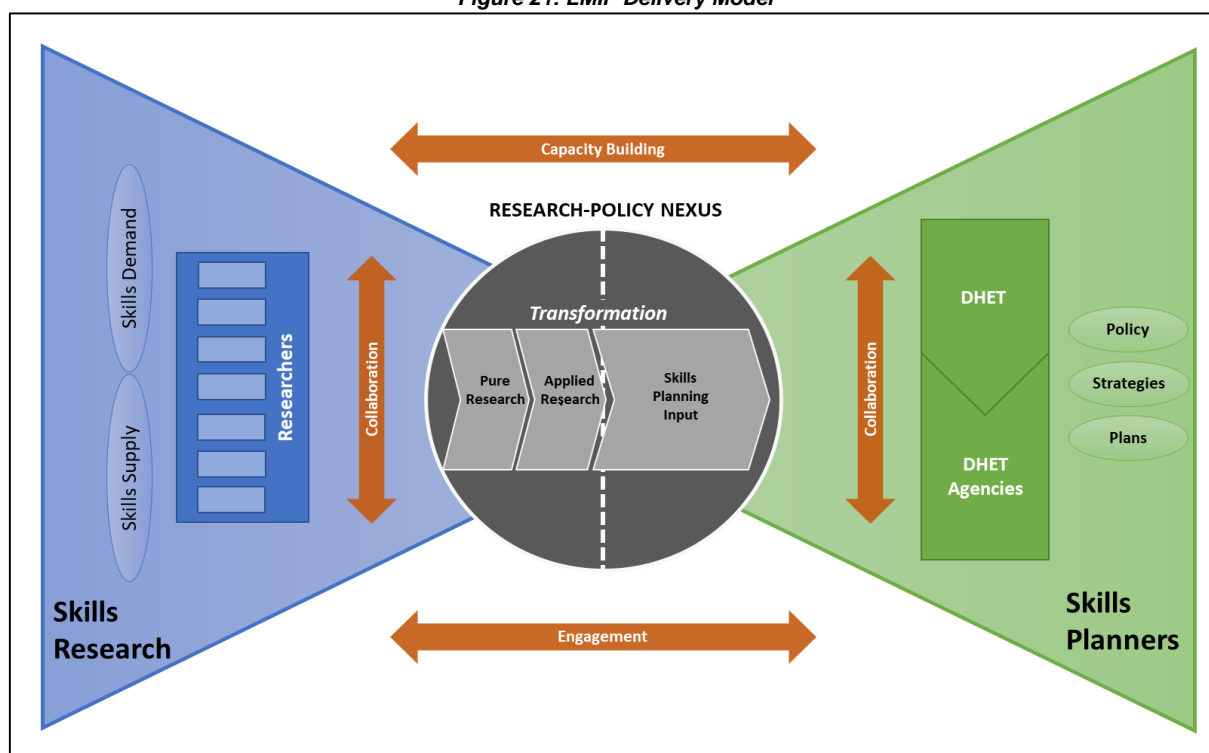 Figure 21: Delivery Model
Capacity Building
RESEARCH-POLICY NEXUS
Skills Demand
Skills Supply
Researchers
Collaboration
Transformation
Pure
Research
Applied
Research
Skills
Planning
Input
Collaboration
DHET
DHET
Agencies
Policy
Strategies
Plans
Skills
Research
Engagement
Skills
Planners